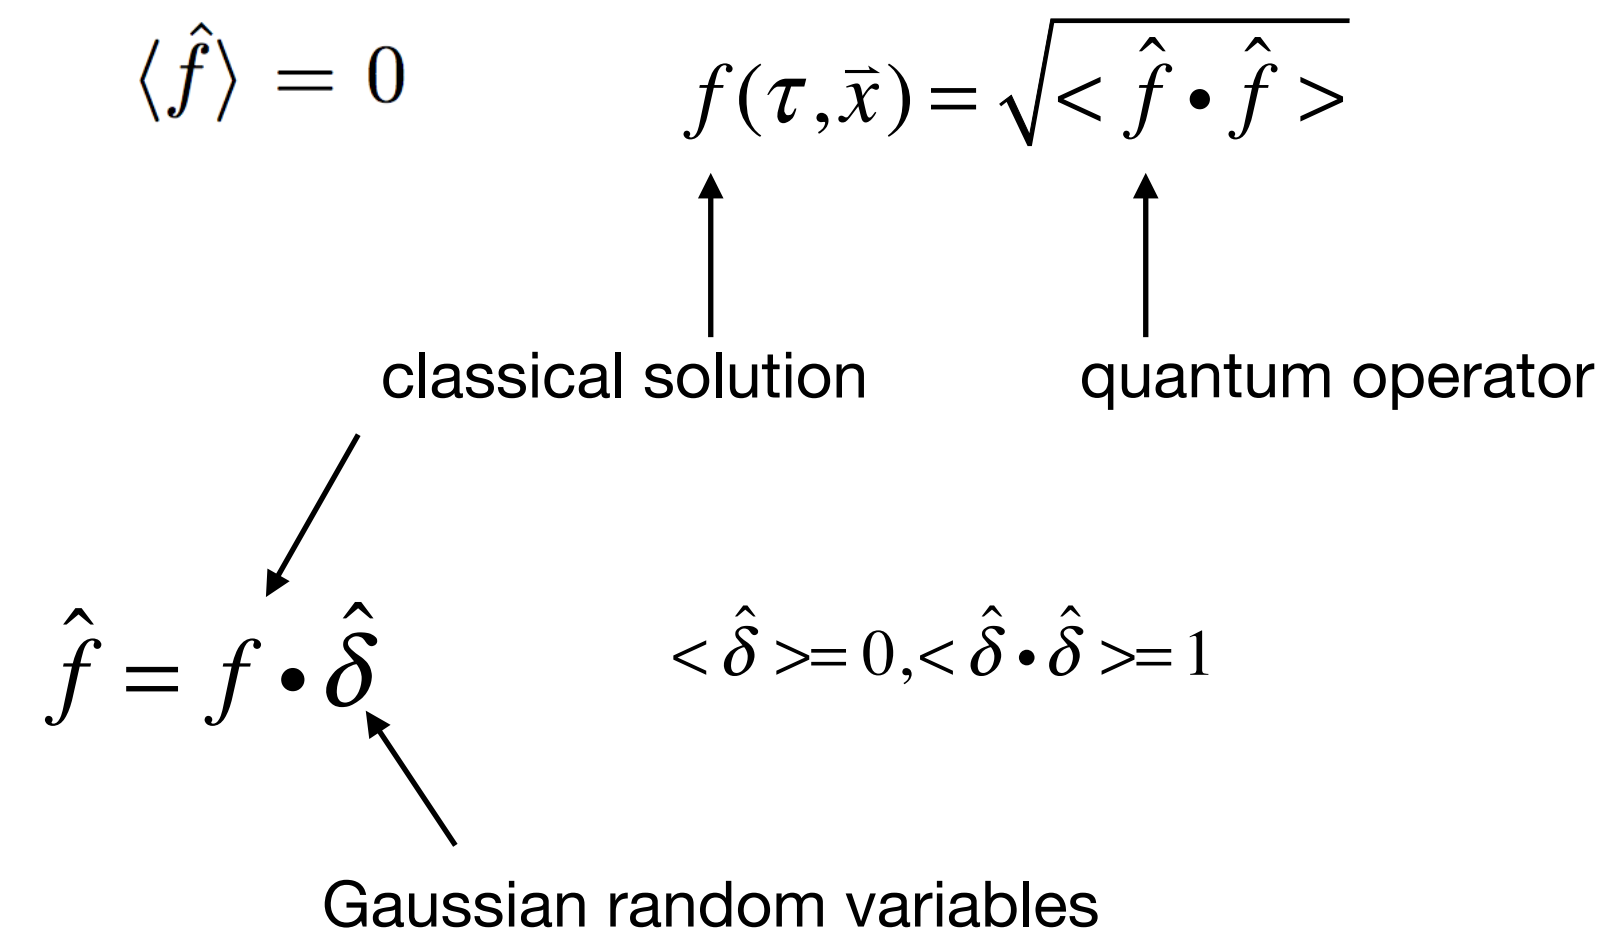 ⟨f̂⟩ = 0
f(τ,x⃗) = √<f̂•f̂>
classical solution
quantum operator
f̂ = f•δ̂
<δ̂>=0,<δ̂•δ̂>=1
Gaussian random variables